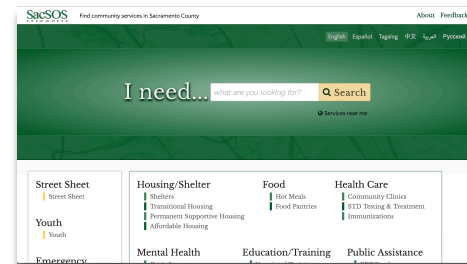 SacSOS
Find community services in Sacramento County
About Feedback
English Español Tagalog 中文 العربية Русский
I need...
what are you looking for?
Search
Services near me
Street Sheet
Street Sheet
Youth
Youth
Emergency
Housing/Shelter
Shelters
Transitional Housing
Permanent Supportive Housing
Affordable Housing
Food
Hot Meals
Food Pantries
Health Care
Community Clinics
STD Testing & Treatment
Immunizations
Mental Health
Education/Training
Public Assistance